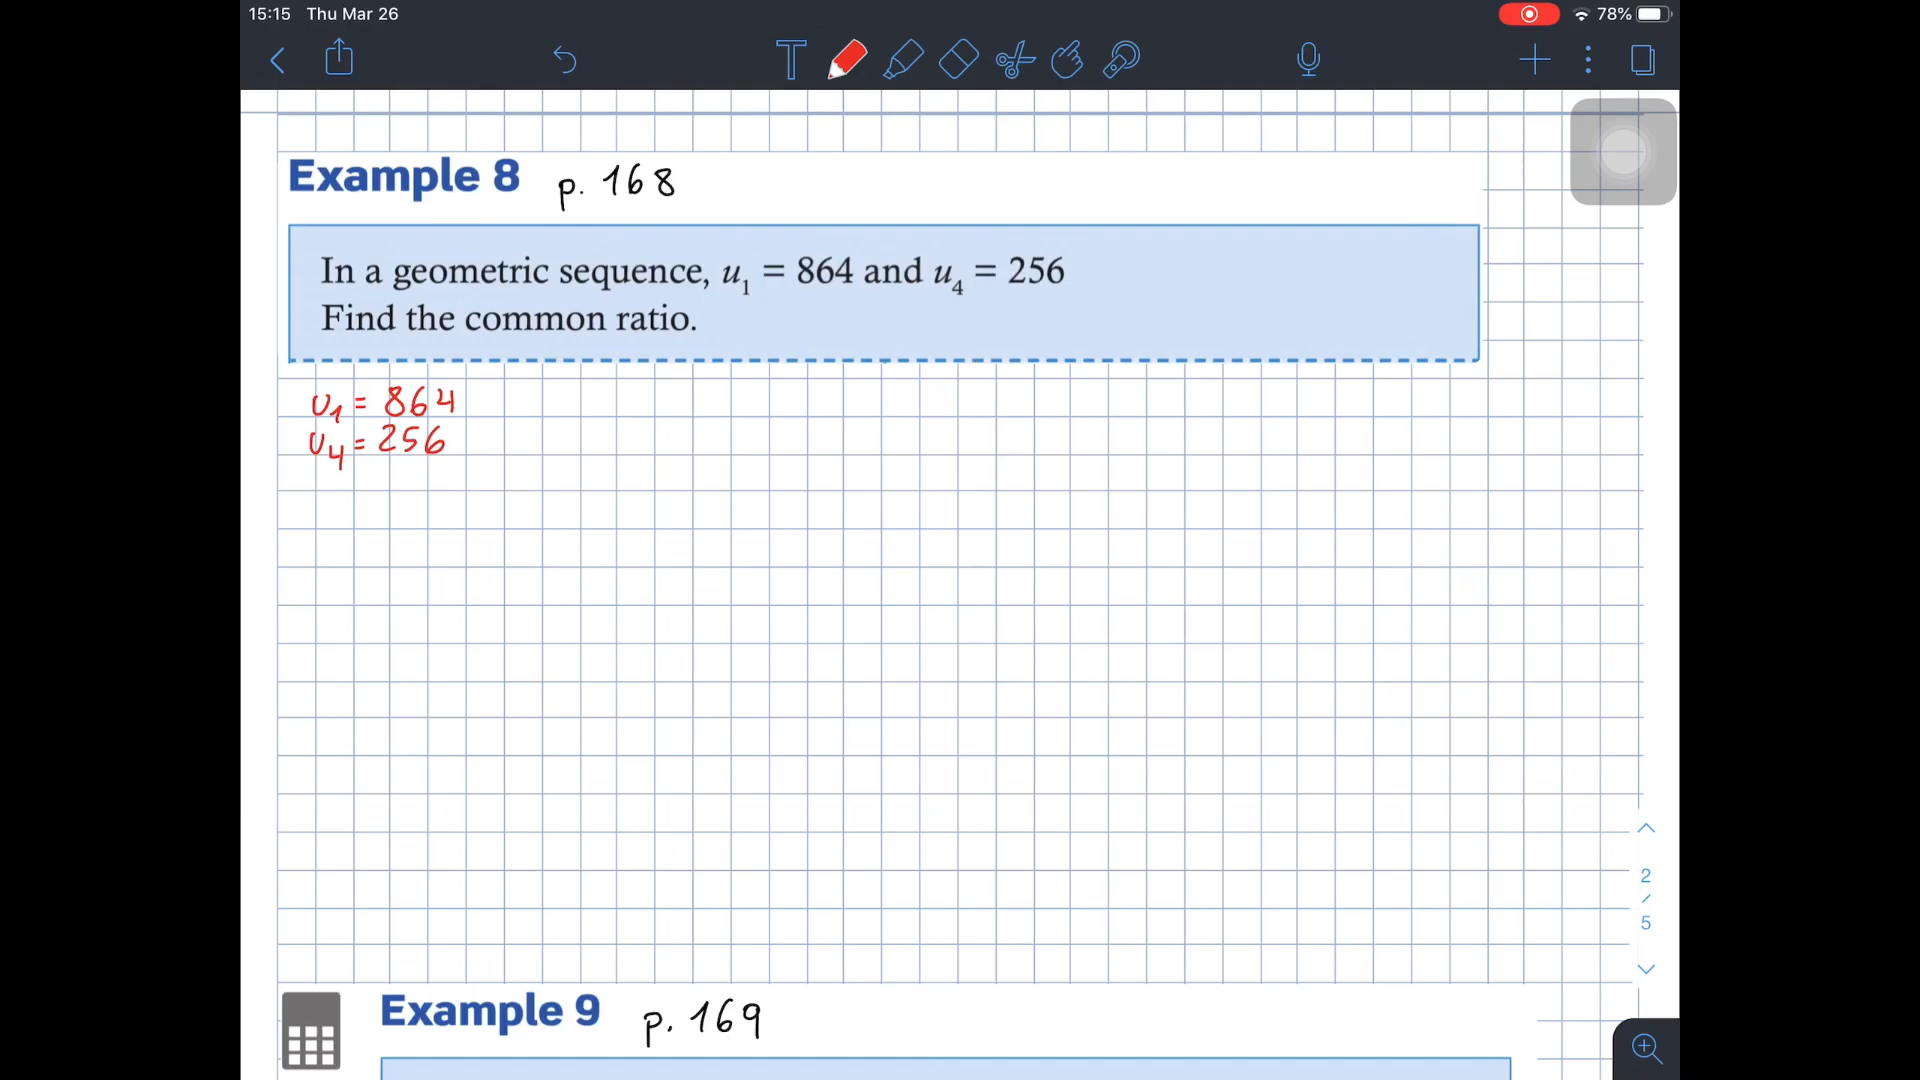 15:15 Thu Mar 26
78%
Example 8 p. 168
In a geometric sequence, u₁ = 864 and u₄ = 256
Find the common ratio.
u₁ = 864
u₄ = 256
2
/
5
Example 9 p. 169